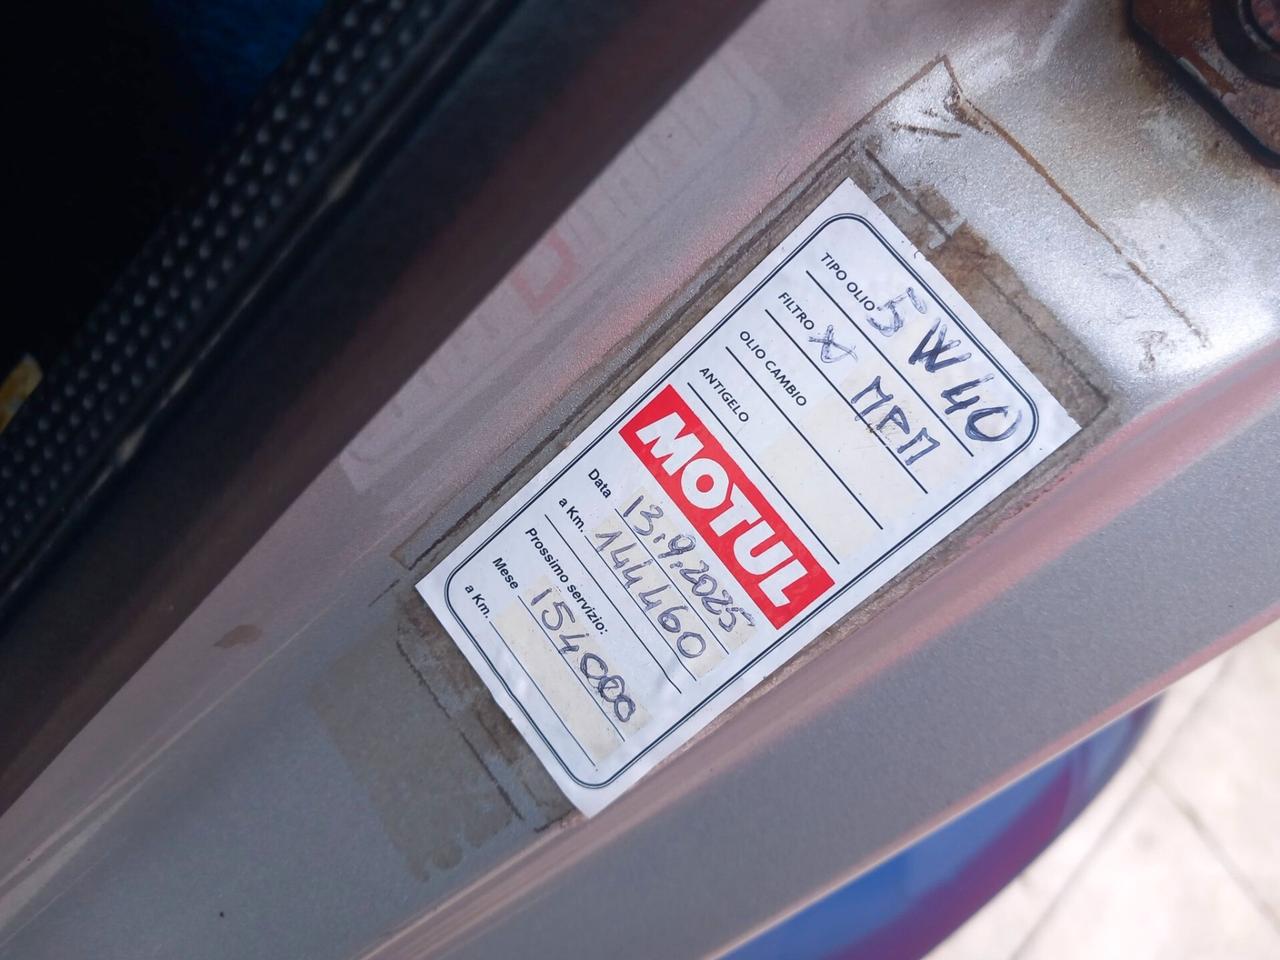 TIPO OLIO 5W40
FILTRO X MPM
OLIO CAMBIO
ANTIGELO
MOTUL
Data 13.9.2025
a Km. 144460
Prossimo servizio:
Mese 154000
a Km.